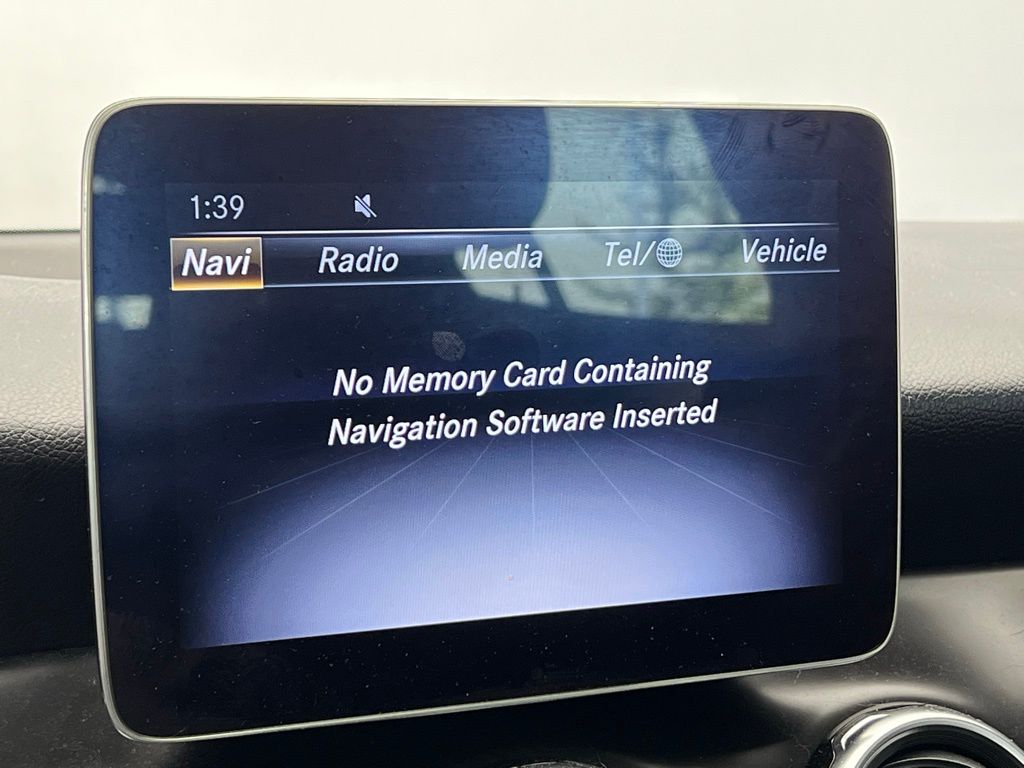 1:39
Navi Radio Media Tel/ Vehicle
No Memory Card Containing
Navigation Software Inserted